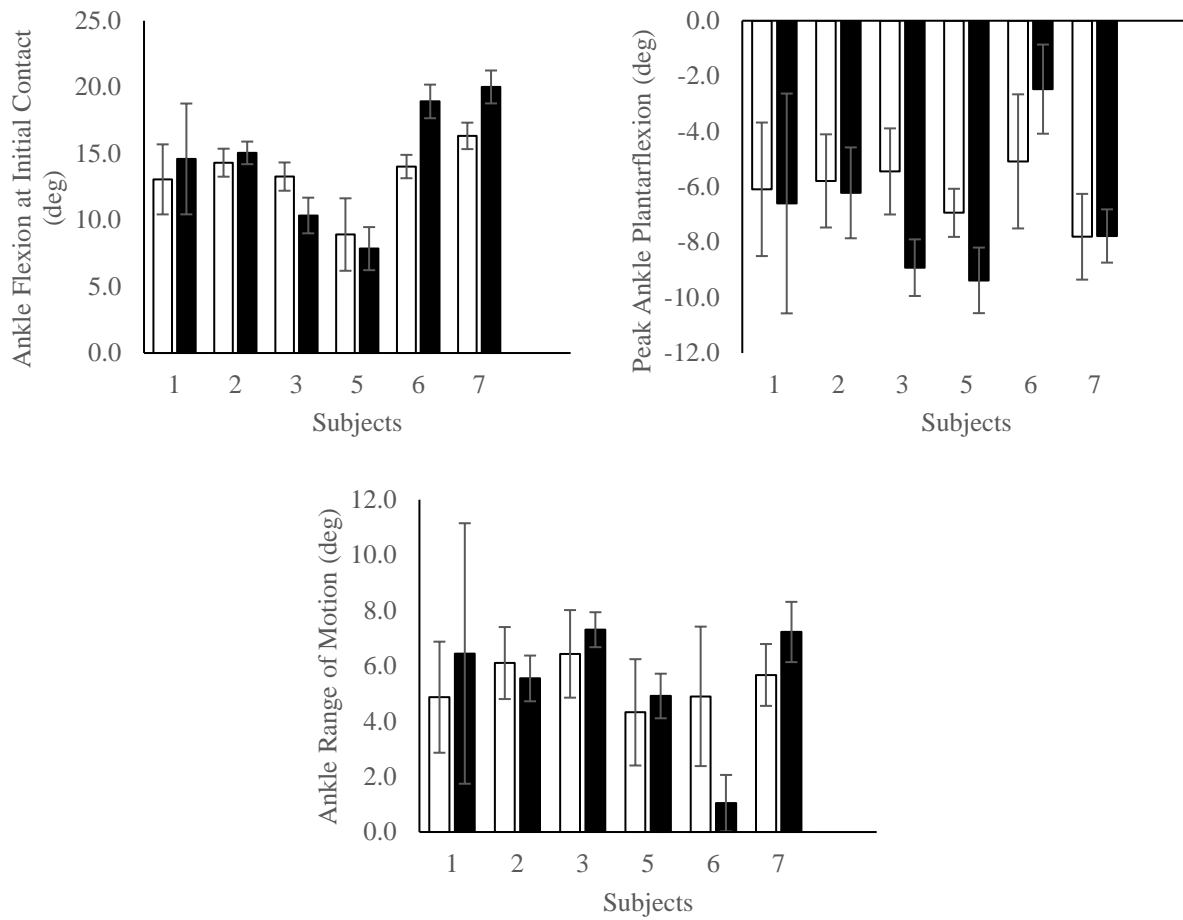 Ankle Flexion at Initial Contact
(deg)
25.0
20.0
15.0
10.0
5.0
0.0
1 2 3 5 6 7
Subjects
Peak Ankle Plantarflexion (deg)
0.0
-2.0
-4.0
-6.0
-8.0
-10.0
-12.0
1 2 3 5 6 7
Subjects
Ankle Range of Motion (deg)
12.0
10.0
8.0
6.0
4.0
2.0
0.0
1 2 3 5 6 7
Subjects